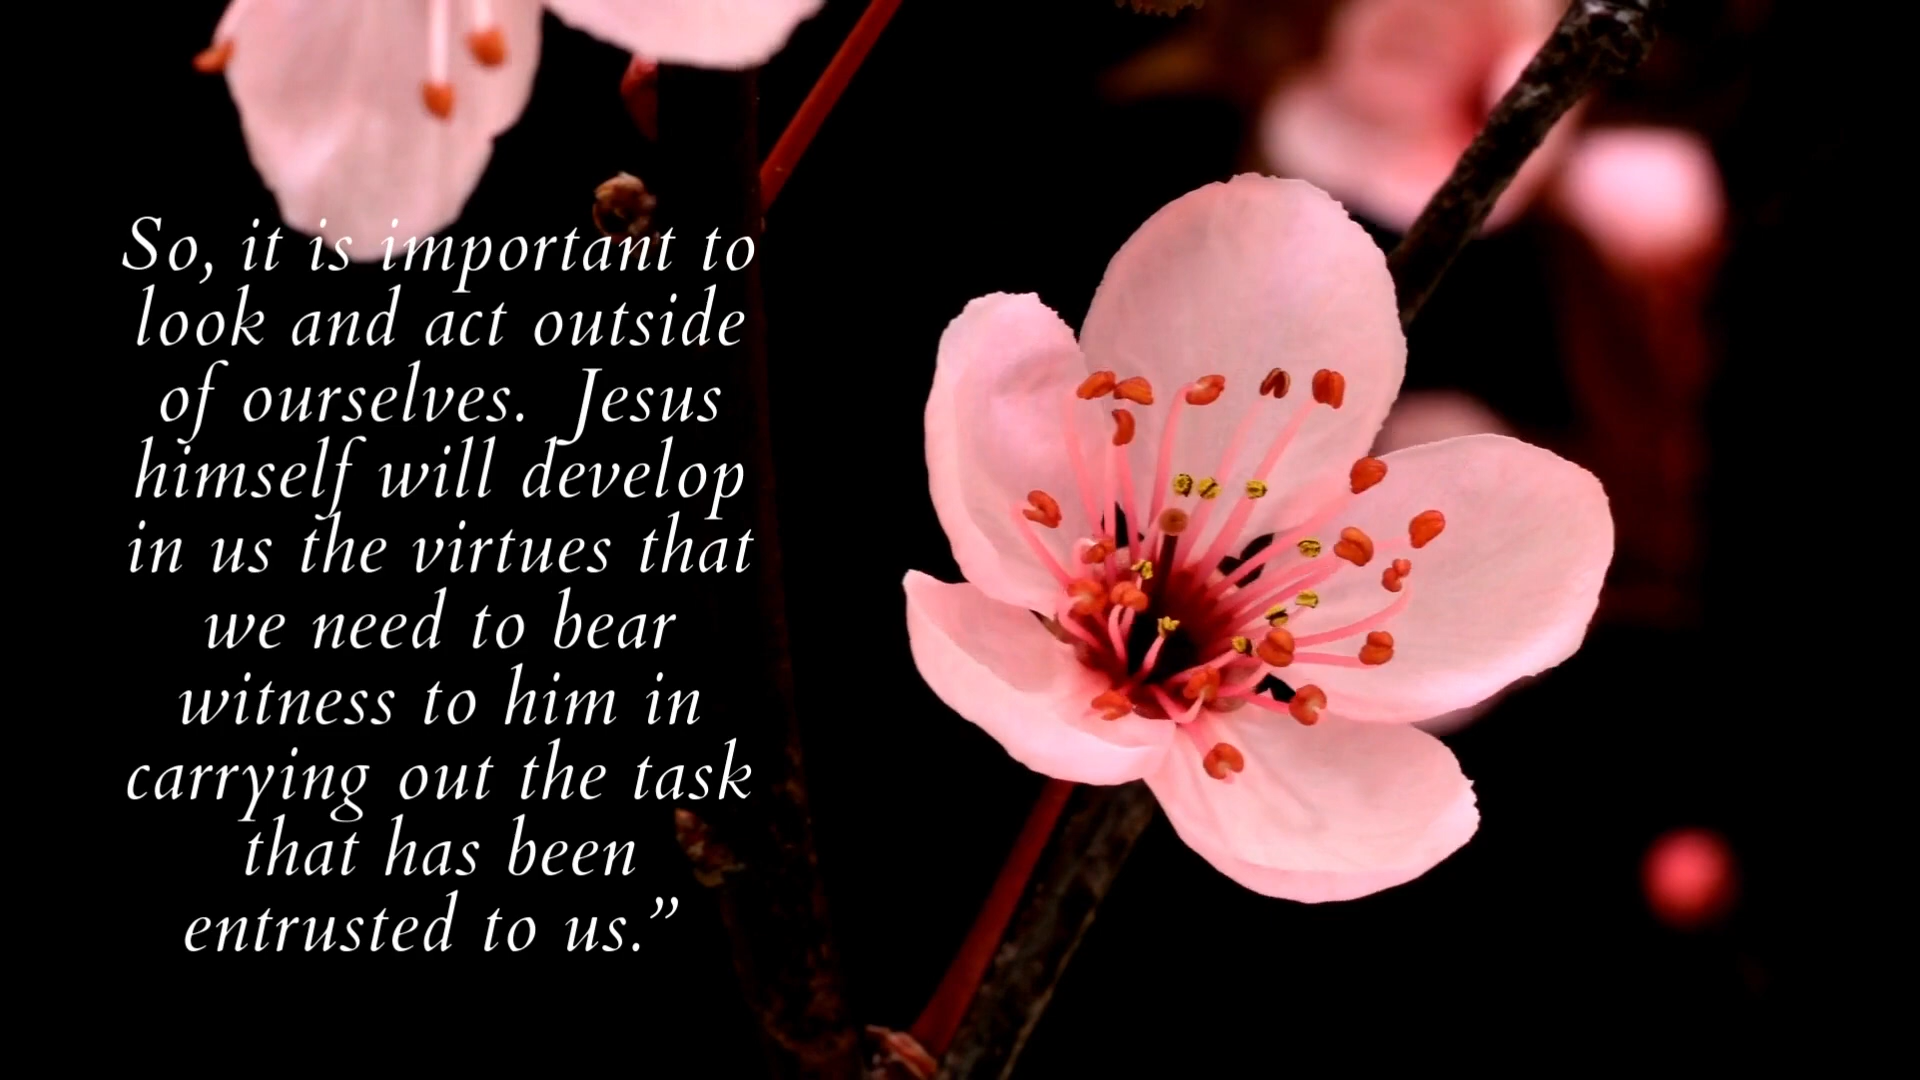 So, it is important to
look and act outside
of ourselves.  Jesus
himself will develop
in us the virtues that
we need to bear
witness to him in
carrying out the task
that has been
entrusted to us.”